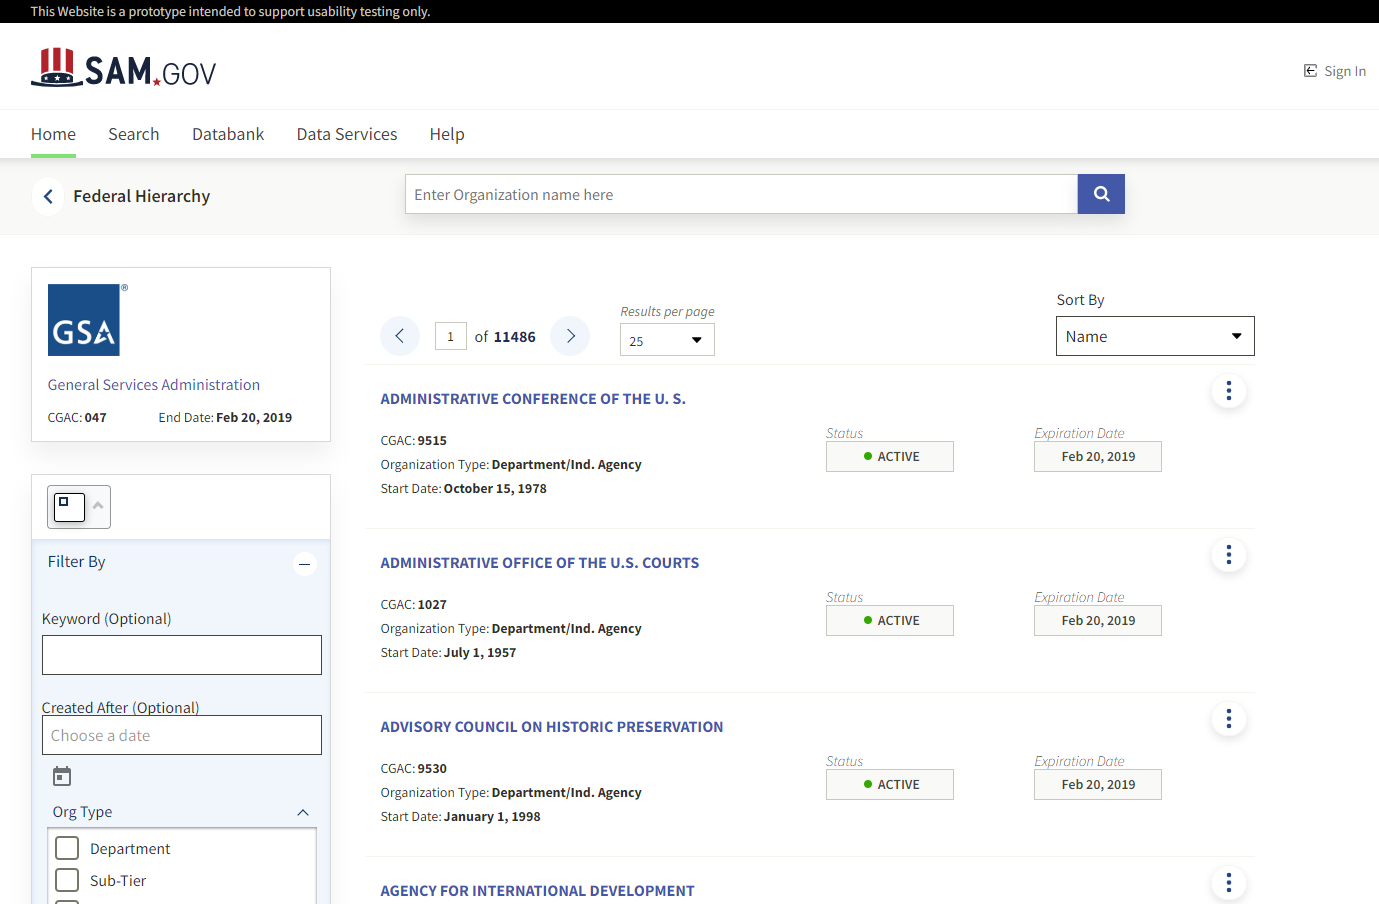 This Website is a prototype intended to support usability testing only.
SAM.GOV
Sign In
Home Search Databank Data Services Help
Federal Hierarchy
Enter Organization name here
GSA®
General Services Administration
CGAC: 047 End Date: Feb 20, 2019
Filter By
Keyword (Optional)
Created After (Optional)
Choose a date
Org Type
Department
Sub-Tier
1 of 11486
Results per page
25
Sort By
Name
ADMINISTRATIVE CONFERENCE OF THE U. S.
CGAC: 9515
Organization Type: Department/Ind. Agency
Start Date: October 15, 1978
Status
ACTIVE
Expiration Date
Feb 20, 2019
ADMINISTRATIVE OFFICE OF THE U.S. COURTS
CGAC: 1027
Organization Type: Department/Ind. Agency
Start Date: July 1, 1957
Status
ACTIVE
Expiration Date
Feb 20, 2019
ADVISORY COUNCIL ON HISTORIC PRESERVATION
CGAC: 9530
Organization Type: Department/Ind. Agency
Start Date: January 1, 1998
Status
ACTIVE
Expiration Date
Feb 20, 2019
AGENCY FOR INTERNATIONAL DEVELOPMENT